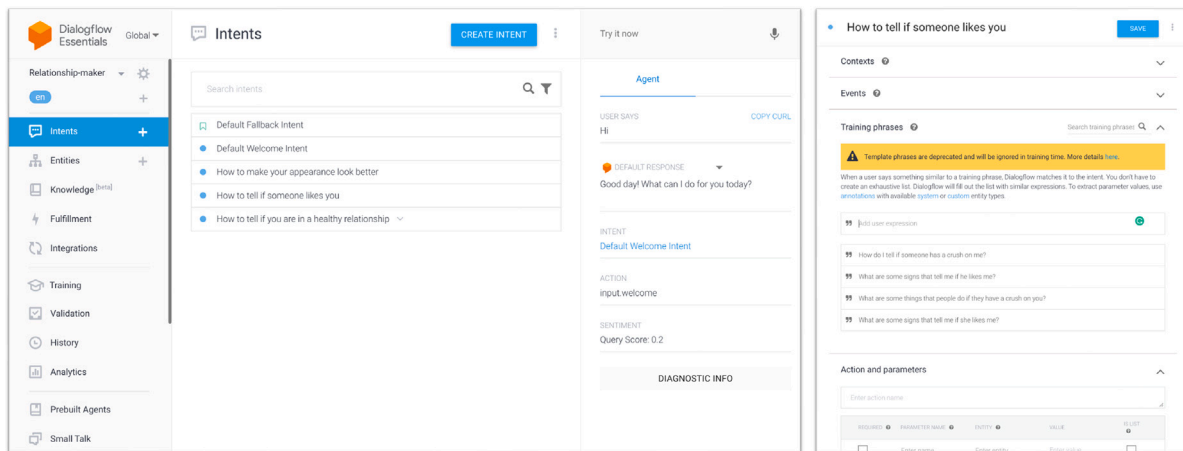 Dialogflow
Essentials
Global
Relationship-maker
en
Intents
Entities
Knowledge [beta]
Fulfillment
Integrations
Training
Validation
History
Analytics
Prebuilt Agents
Small Talk
Intents
CREATE INTENT
Search intents
Default Fallback Intent
Default Welcome Intent
How to make your appearance look better
How to tell if someone likes you
How to tell if you are in a healthy relationship
Try it now
Agent
USER SAYS
COPY CURL
Hi
DEFAULT RESPONSE
Good day! What can I do for you today?
INTENT
Default Welcome Intent
ACTION
input.welcome
SENTIMENT
Query Score: 0.2
DIAGNOSTIC INFO
How to tell if someone likes you
SAVE
Contexts
Events
Training phrases
Search training phrases
Template phrases are deprecated and will be ignored in training time. More details here.
When a user says something similar to a training phrase, Dialogflow matches it to the intent. You don't have to
create an exhaustive list. Dialogflow will fill out the list with similar expressions. To extract parameter values, use
annotations with available system or custom entity types.
Add user expression
How do I tell if someone has a crush on me?
What are some signs that tell me if he likes me?
What are some things that people do if they have a crush on you?
What are some signs that tell me if she likes me?
Action and parameters
Enter action name
REQUIRED PARAMETER NAME ENTITY VALUE IS LIST
Enter name Enter entity Enter value